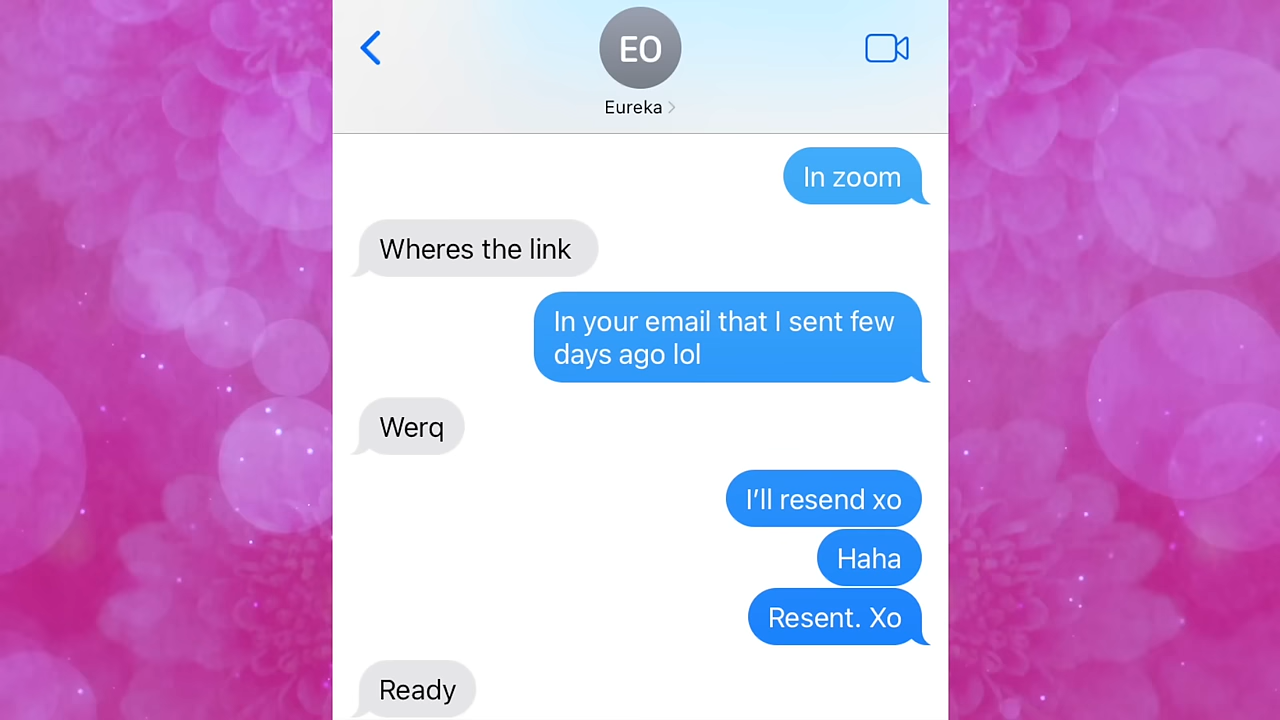 EO
Eureka
In zoom
Wheres the link
In your email that I sent few
days ago lol
Werq
I’ll resend xo
Haha
Resent. Xo
Ready